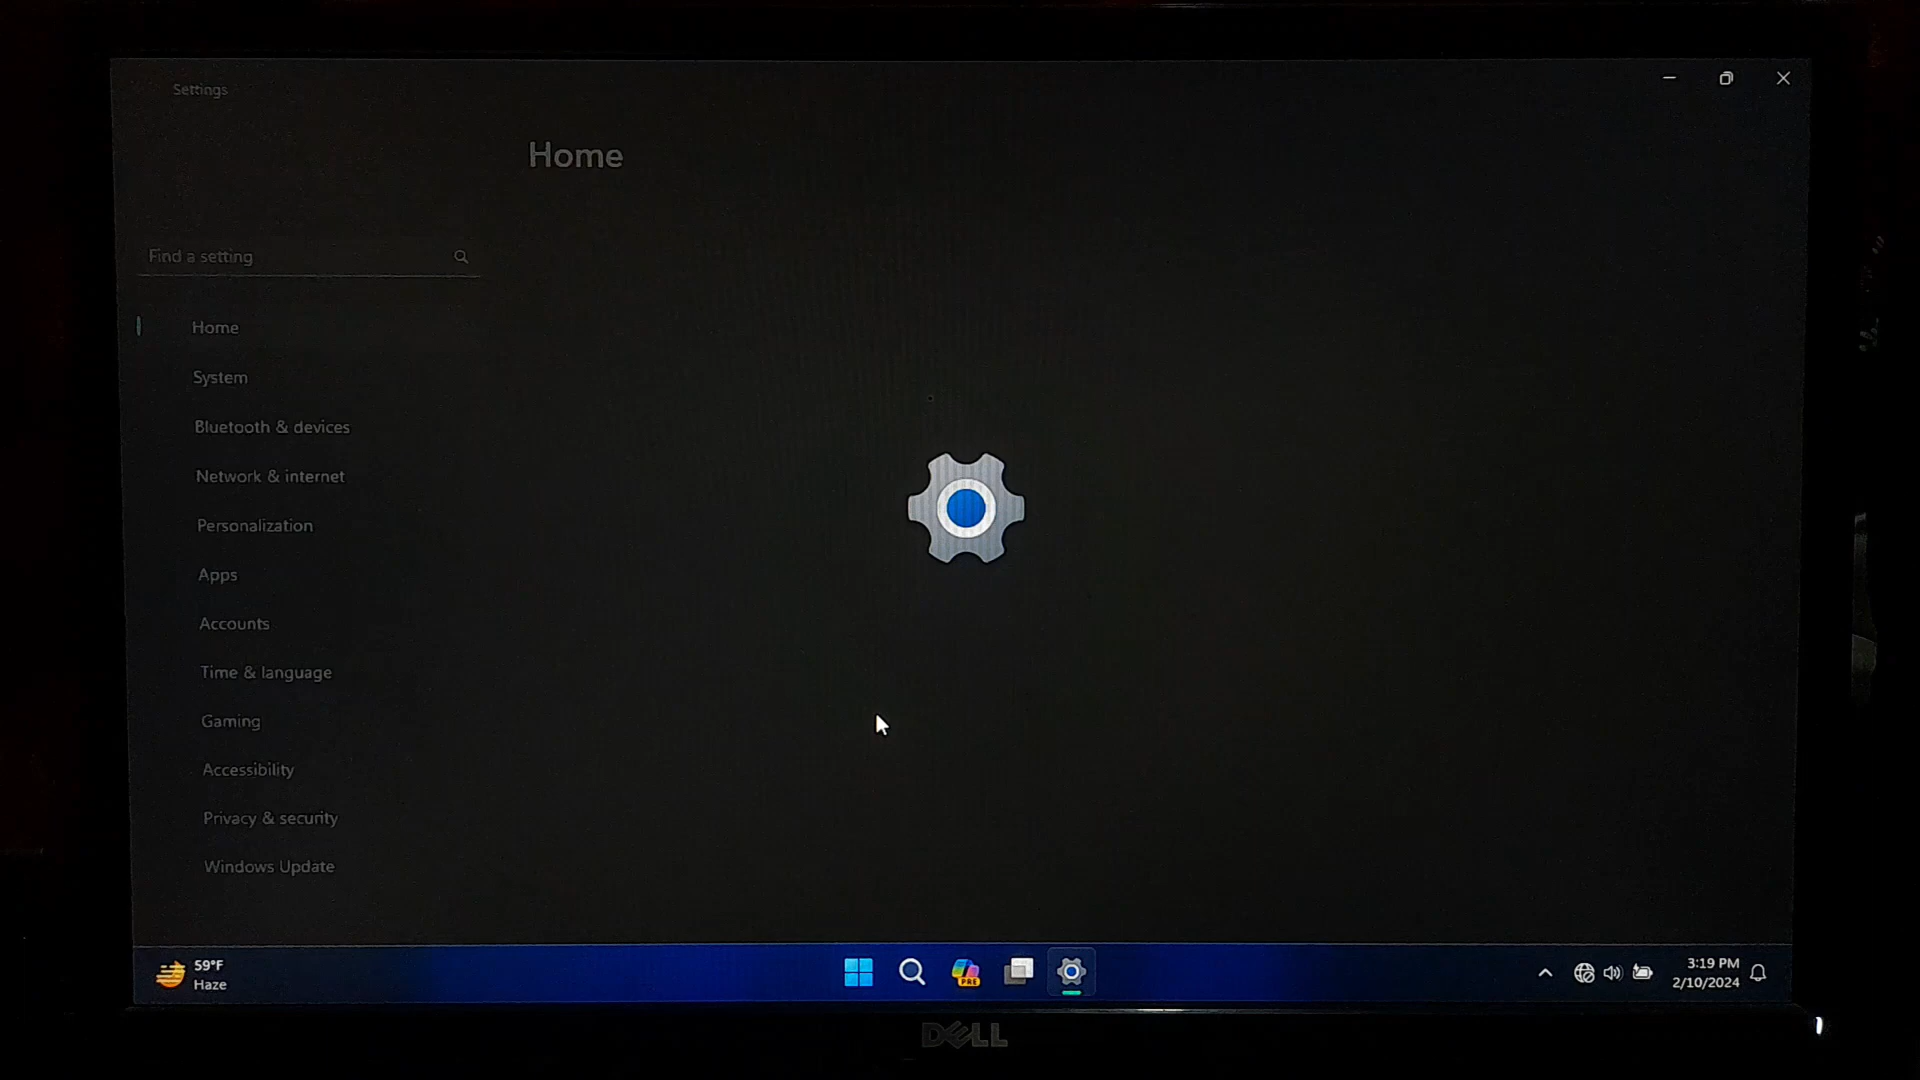 Settings
Home
Find a setting
Home
System
Bluetooth & devices
Network & internet
Personalization
Apps
Accounts
Time & language
Gaming
Accessibility
Privacy & security
Windows Update
59°F
Haze
PRE
3:19 PM
2/10/2024
DELL